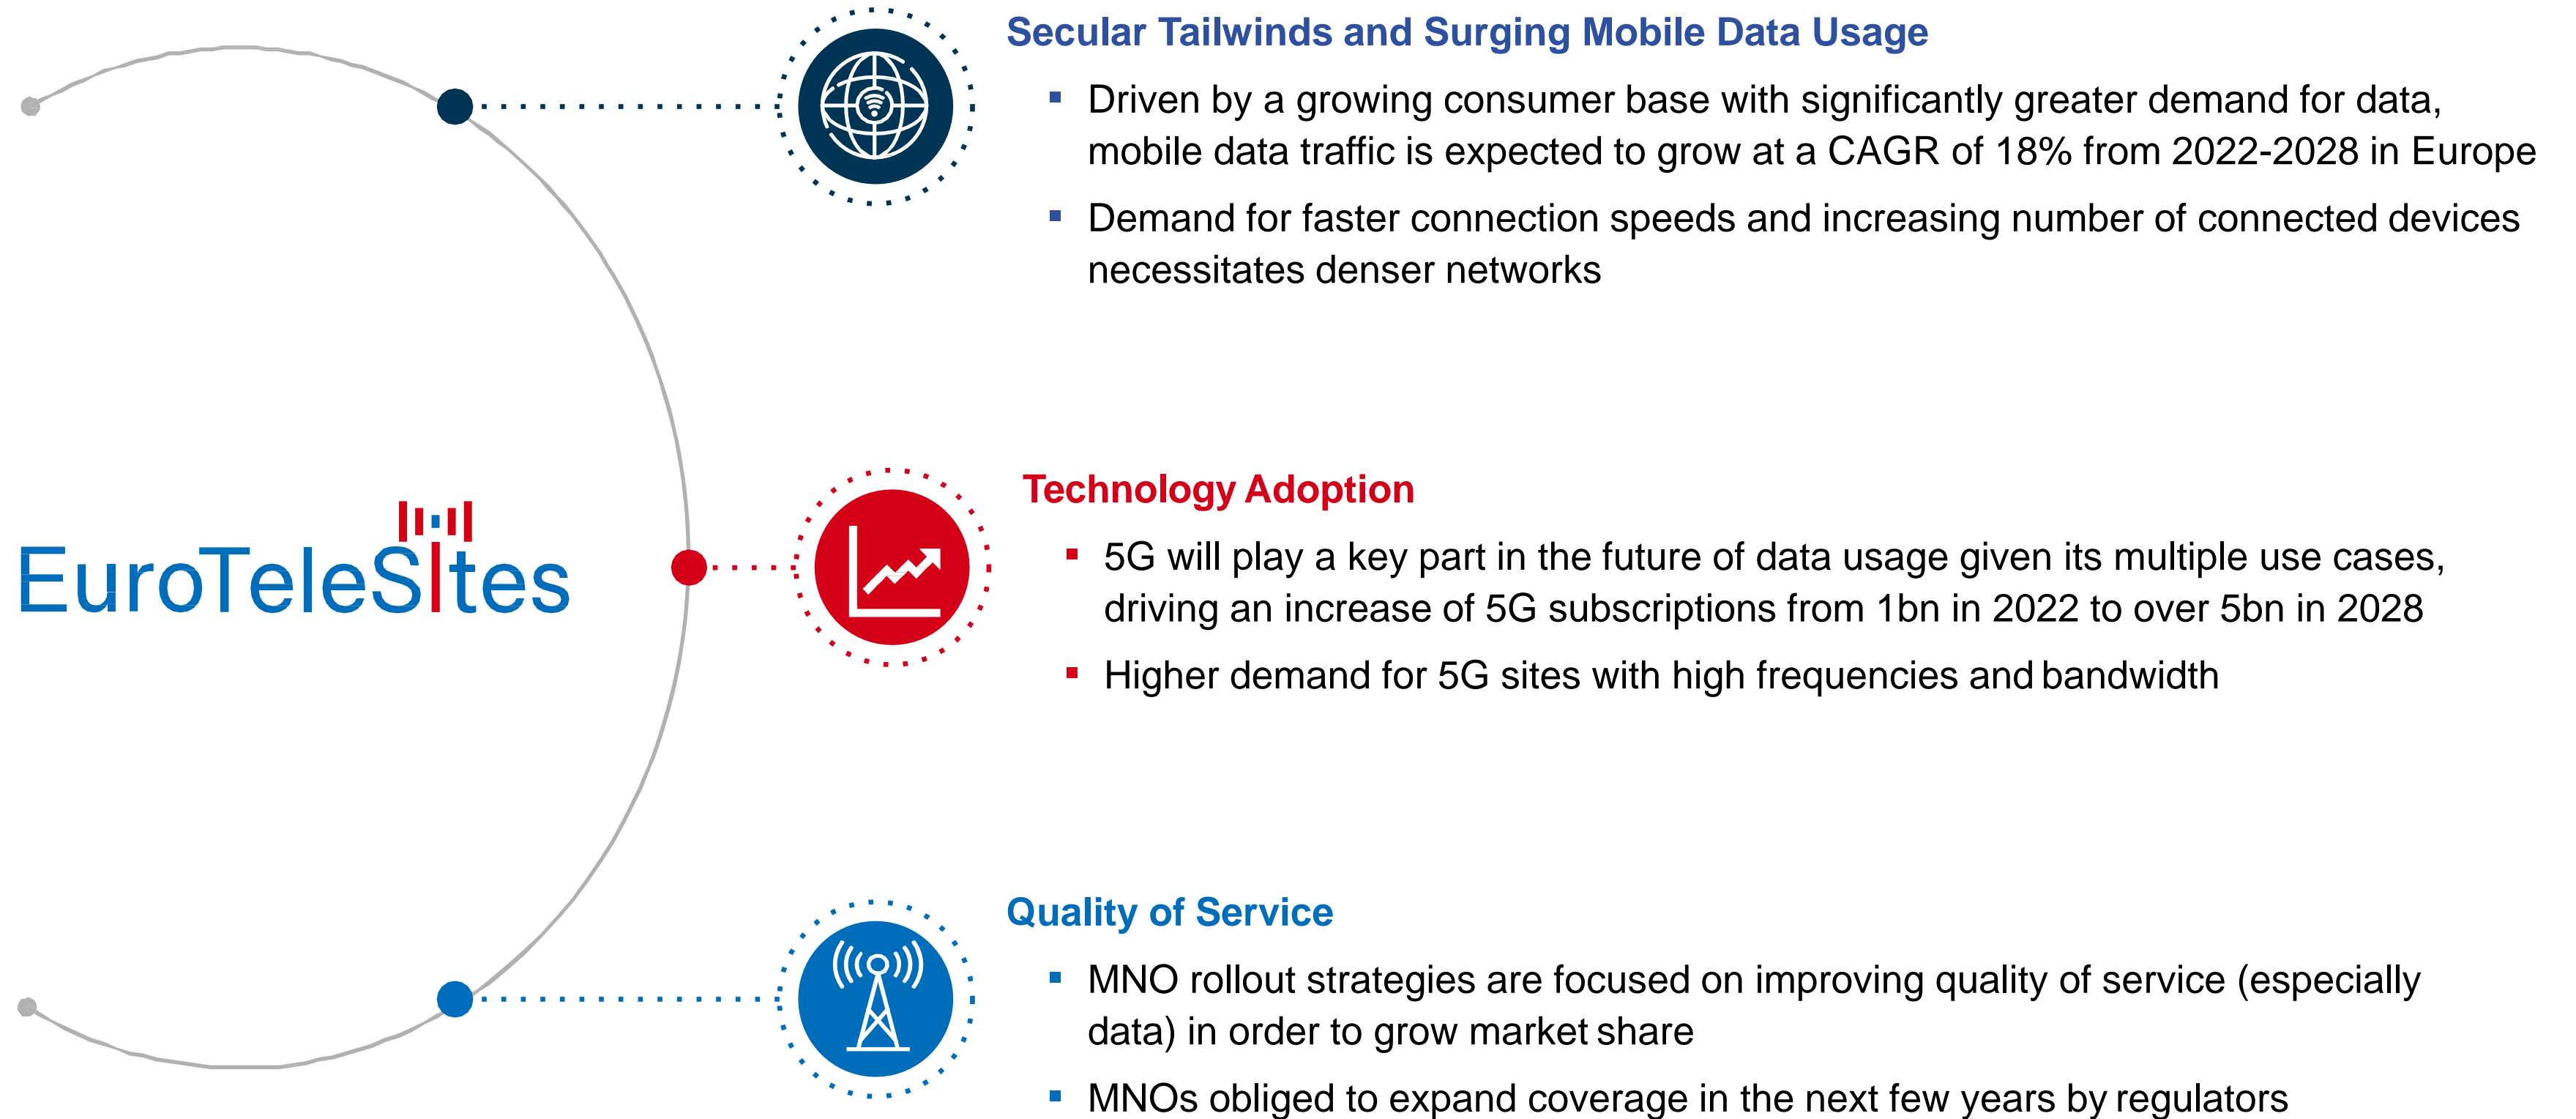 Secular Tailwinds and Surging Mobile Data Usage
▪ Driven by a growing consumer base with significantly greater demand for data,
mobile data traffic is expected to grow at a CAGR of 18% from 2022-2028 in Europe
▪ Demand for faster connection speeds and increasing number of connected devices
necessitates denser networks
EuroTeleSites
Technology Adoption
▪ 5G will play a key part in the future of data usage given its multiple use cases,
driving an increase of 5G subscriptions from 1bn in 2022 to over 5bn in 2028
▪ Higher demand for 5G sites with high frequencies and bandwidth
Quality of Service
▪ MNO rollout strategies are focused on improving quality of service (especially
data) in order to grow market share
▪ MNOs obliged to expand coverage in the next few years by regulators